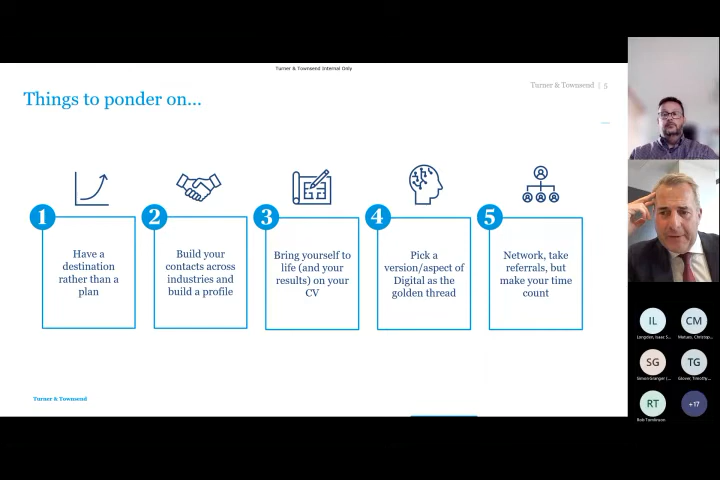 Turner & Townsend Internal Only
Turner & Townsend | 5
Things to ponder on...
1
Have a
destination
rather than a
plan
2
Build your
contacts across
industries and
build a profile
3
Bring yourself to
life (and your
results) on your
CV
4
Pick a
version/aspect of
Digital as the
golden thread
5
Network, take
referrals, but
make your time
count
Turner & Townsend
IL
CM
SG
TG
RT
Rob Tomlinson
+17